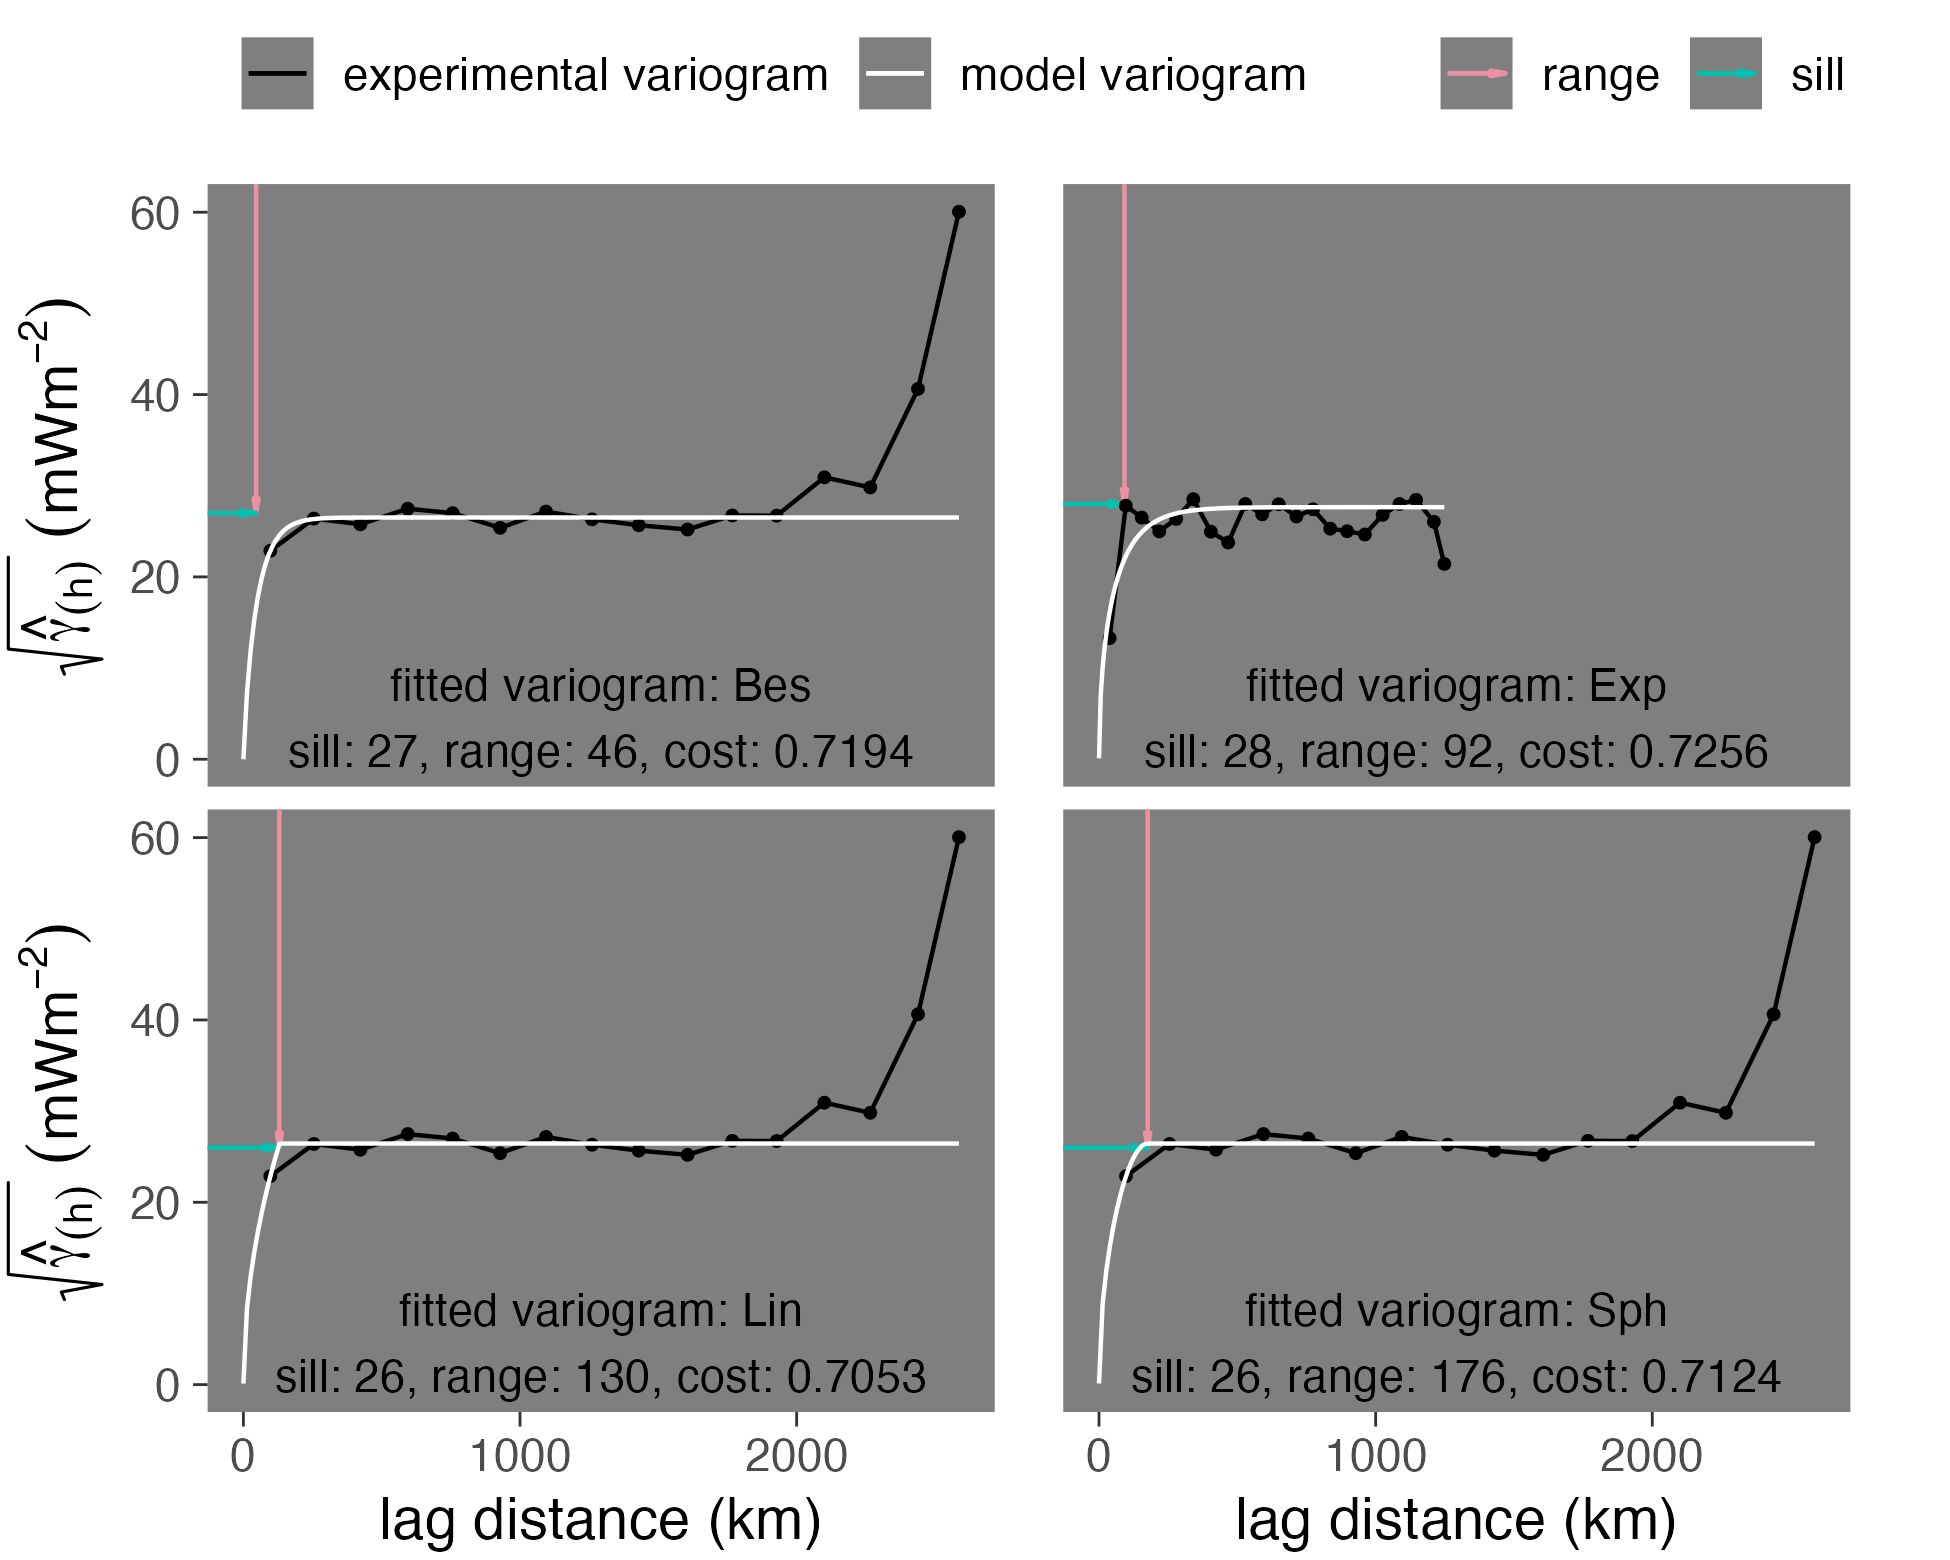 experimental variogram model variogram range sill
60
40
20
0
√γ̂(h) (mWm−2)
fitted variogram: Bes
sill: 27, range: 46, cost: 0.7194
fitted variogram: Exp
sill: 28, range: 92, cost: 0.7256
60
40
20
0
√γ̂(h) (mWm−2)
fitted variogram: Lin
sill: 26, range: 130, cost: 0.7053
fitted variogram: Sph
sill: 26, range: 176, cost: 0.7124
0 1000 2000
0 1000 2000
lag distance (km)
lag distance (km)